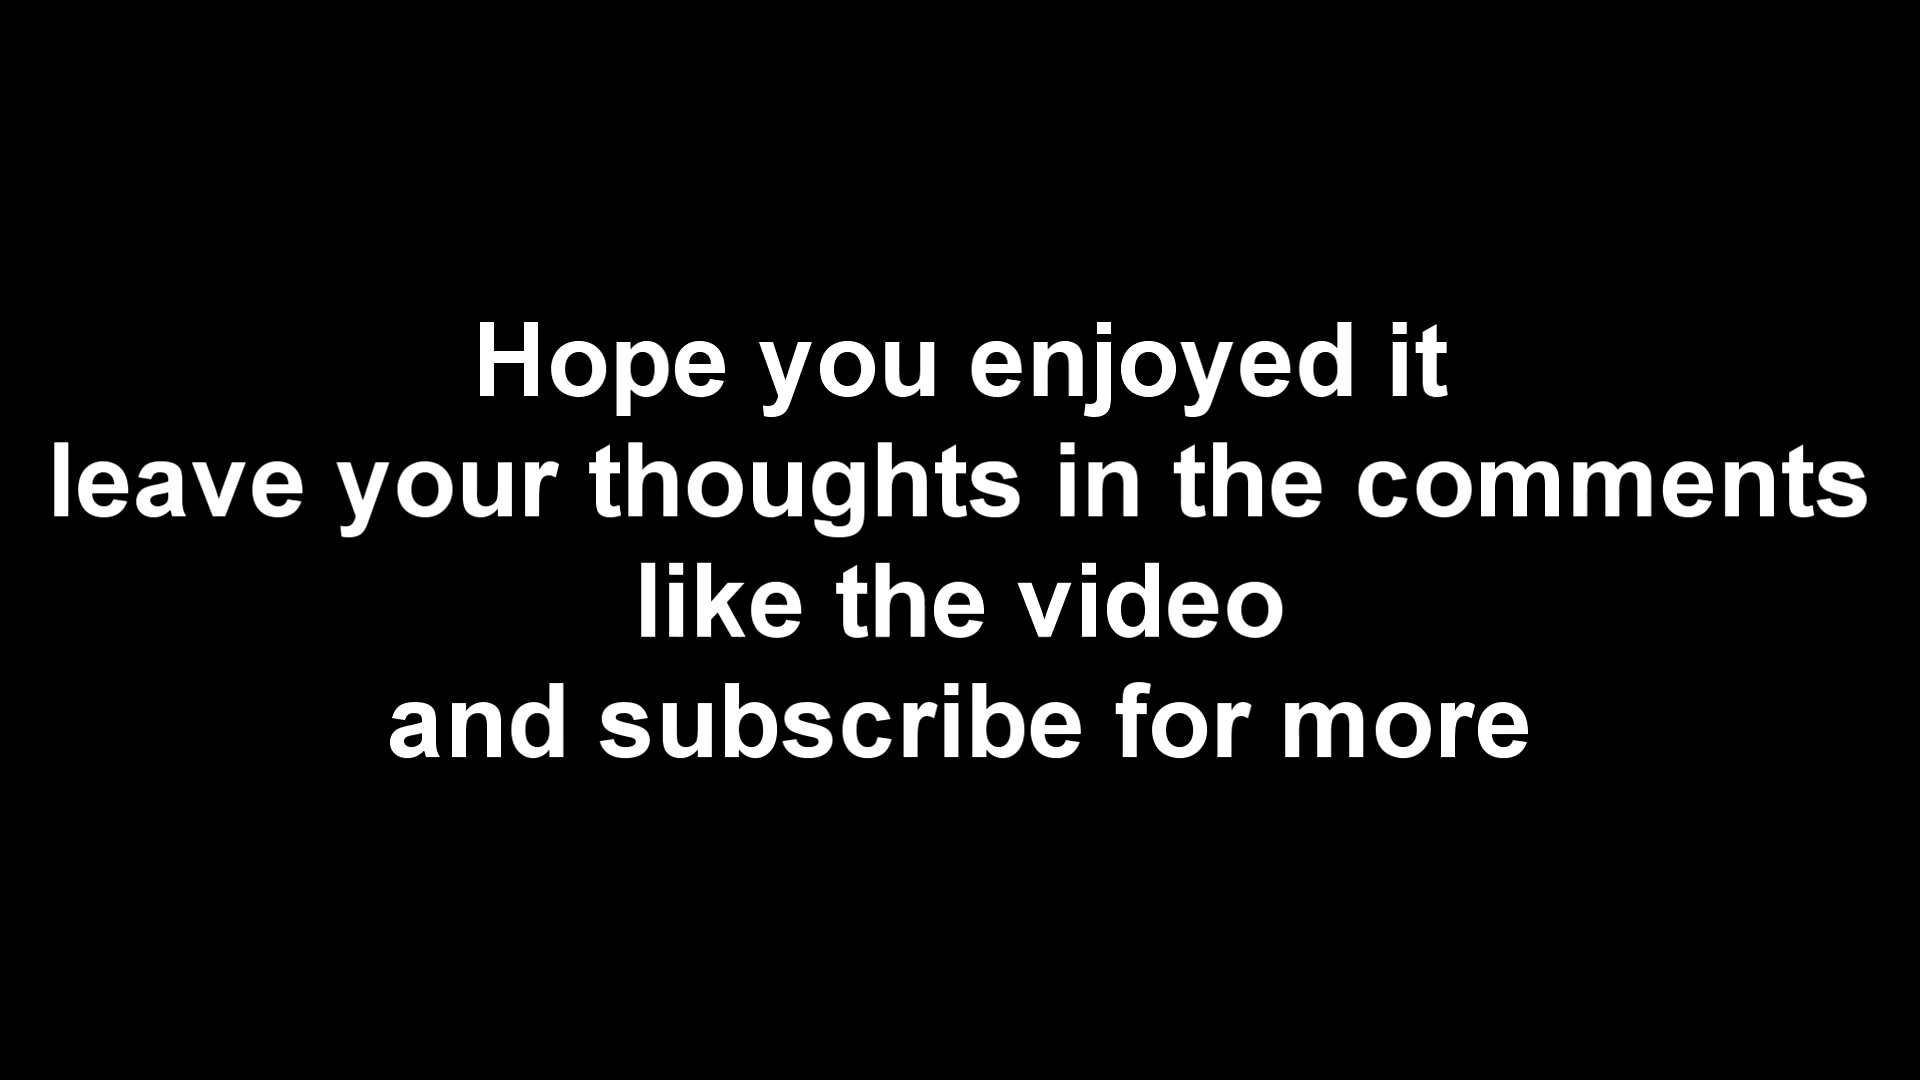 Hope you enjoyed it
leave your thoughts in the comments
like the video
and subscribe for more